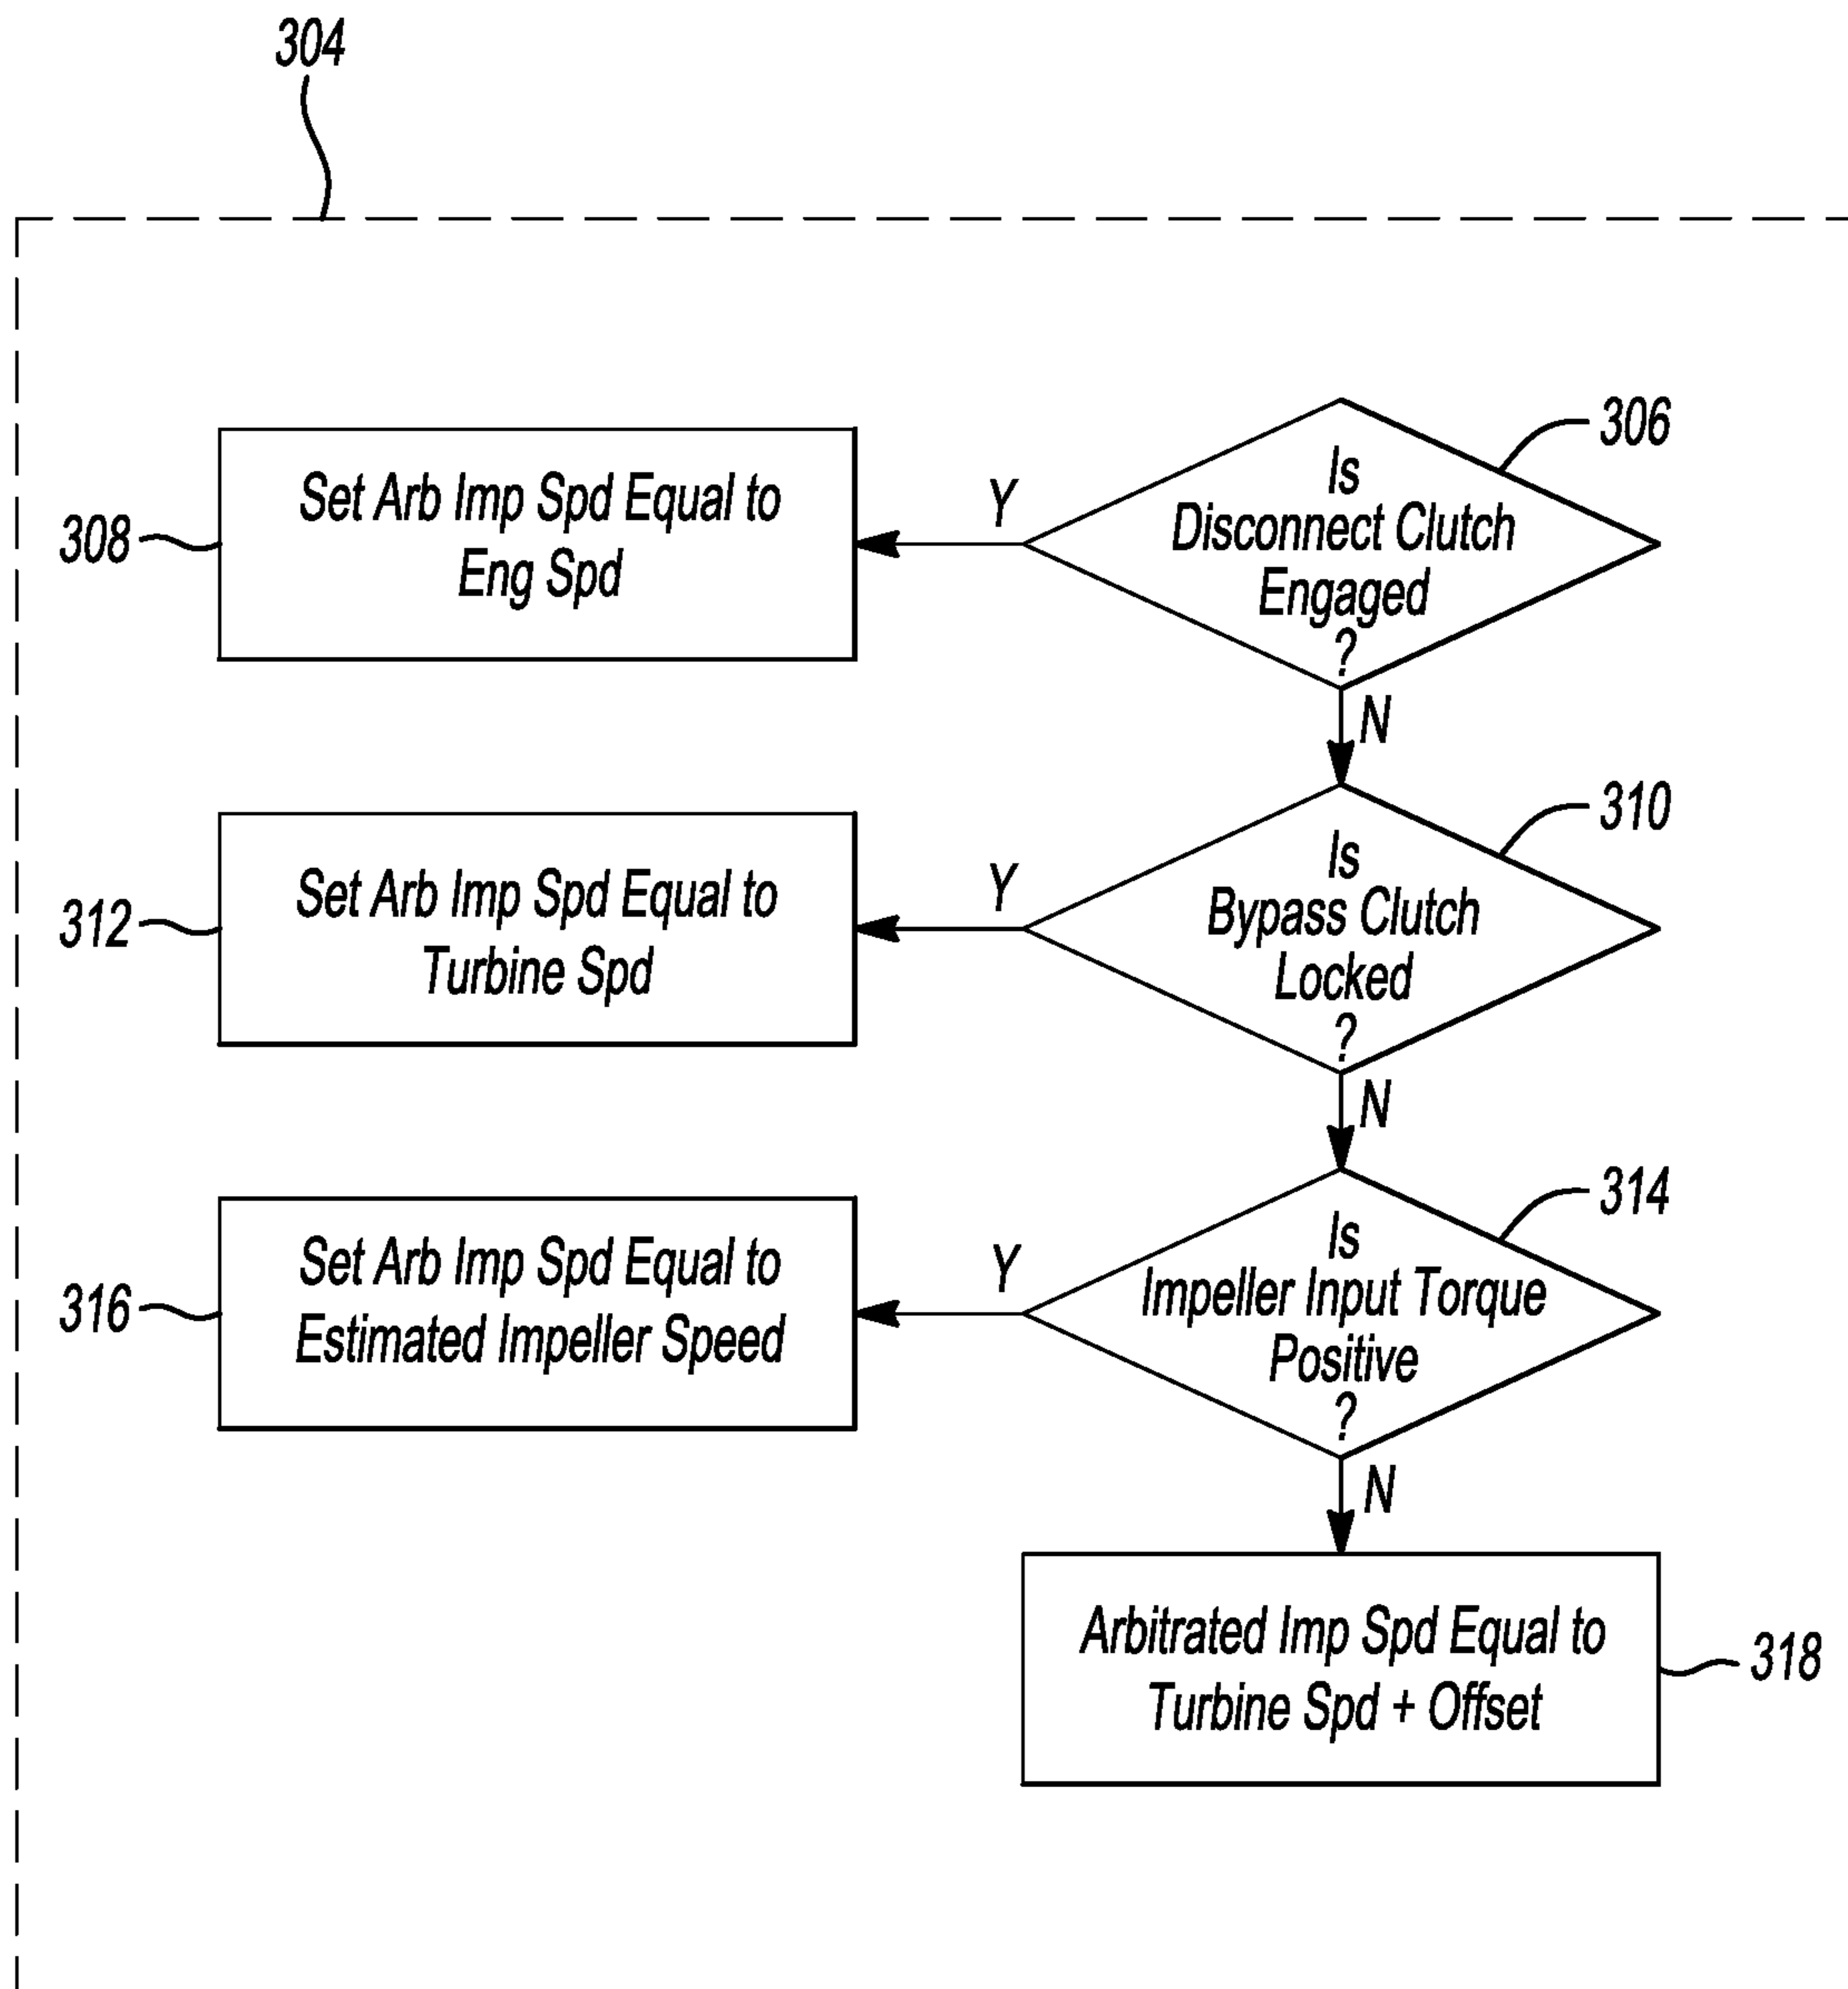 304
306
Is
Disconnect Clutch
Engaged
?
Y
Set Arb Imp Spd Equal to
Eng Spd
308
N
310
Is
Bypass Clutch
Locked
?
Y
Set Arb Imp Spd Equal to
Turbine Spd
312
N
314
Is
Impeller Input Torque
Positive
?
Y
Set Arb Imp Spd Equal to
Estimated Impeller Speed
316
N
Arbitrated Imp Spd Equal to
Turbine Spd + Offset
318